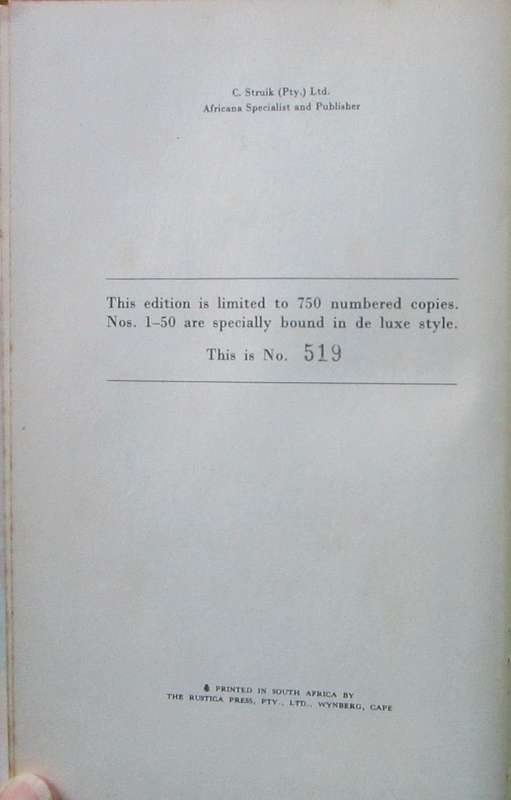 C. Struik (Pty.) Ltd.
Africana Specialist and Publisher
This edition is limited to 750 numbered copies.
Nos. 1–50 are specially bound in de luxe style.
This is No. 519
PRINTED IN SOUTH AFRICA BY
THE RUSTICA PRESS, PTY., LTD., WYNBERG, CAPE